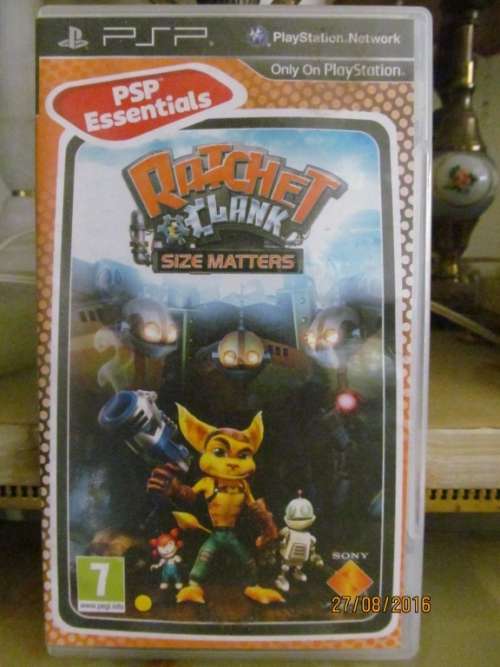 PSP
PlayStation.Network
Only On PlayStation.
PSP™
Essentials
RATCHET
CLANK
SIZE MATTERS
7
www.pegi.info
SONY
27/08/2016